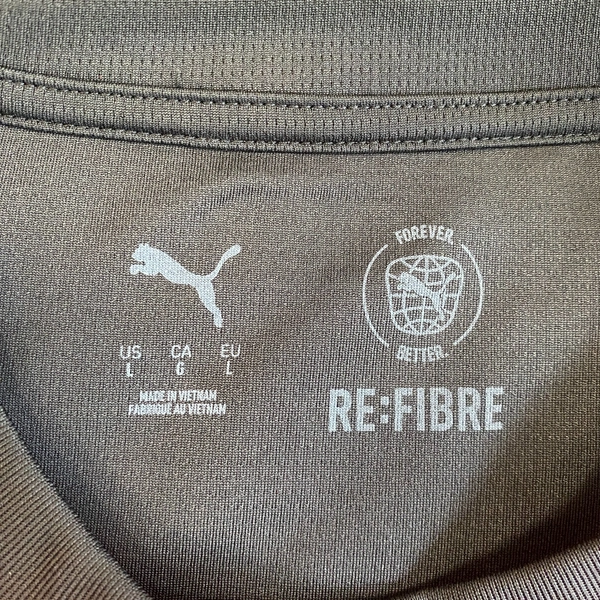 FOREVER.
BETTER.
US CA EU
L G L
MADE IN VIETNAM
FABRIQUÉ AU VIETNAM
RE:FIBRE